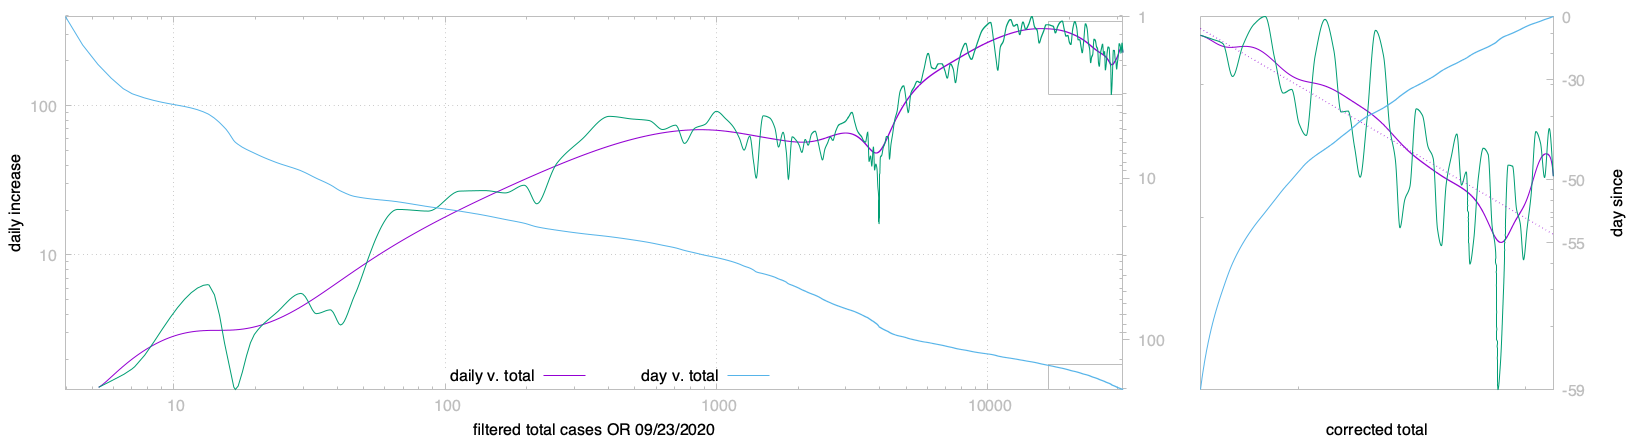 daily increase
100
10
10
100
1000
10000
filtered total cases OR 09/23/2020
daily v. total
day v. total
1
10
100
0
-30
-50
-55
-59
day since
corrected total